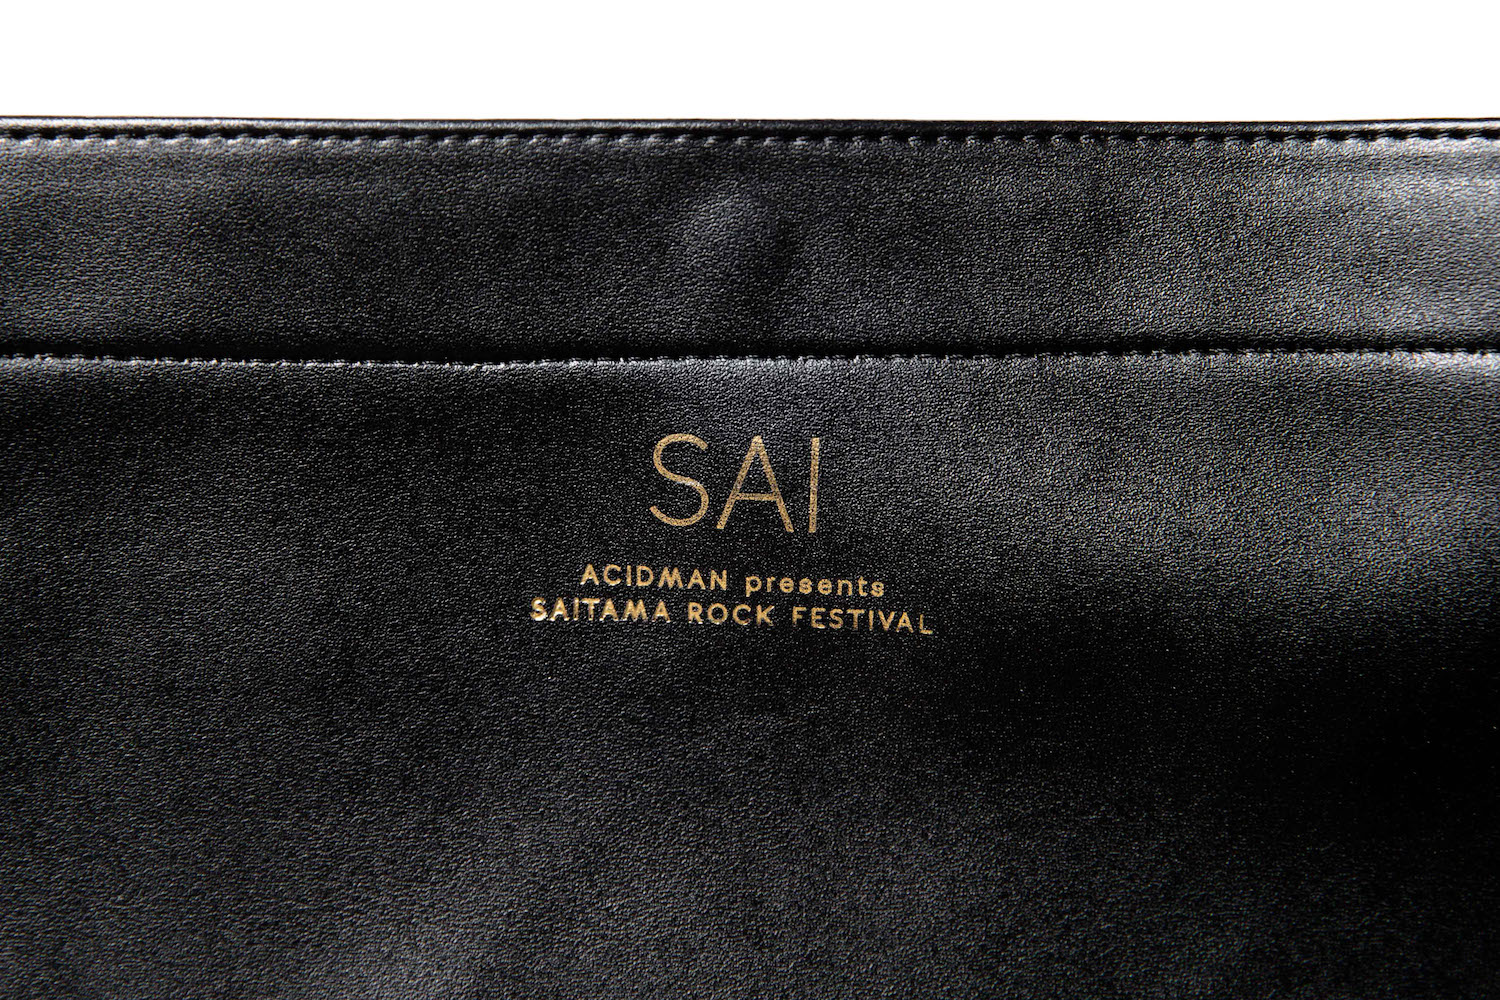 SAI
ACIDMAN presents
SAITAMA ROCK FESTIVAL